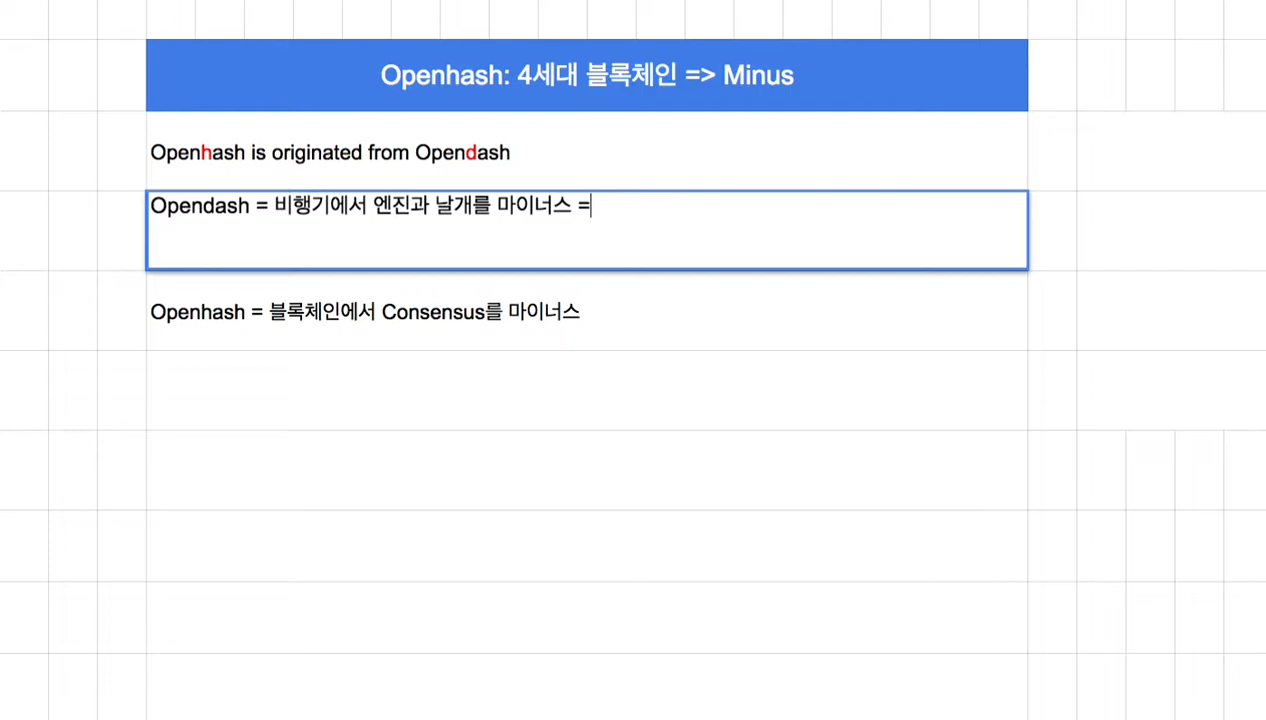 Openhash: 4세대 블록체인 => Minus
Openhash is originated from Opendash
Opendash = 비행기에서 엔진과 날개를 마이너스 =
Openhash = 블록체인에서 Consensus를 마이너스